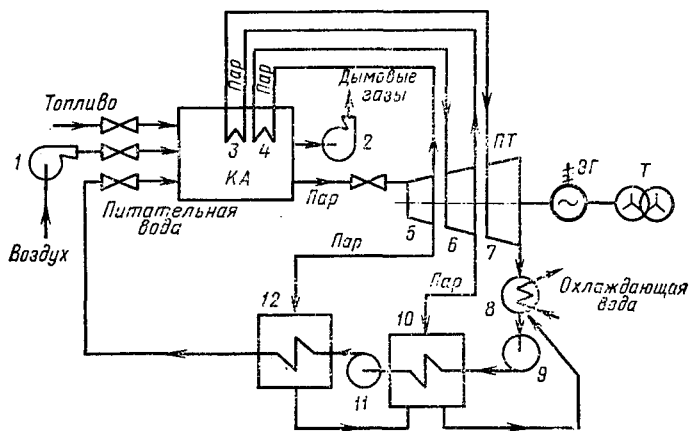 Пар
Пар
Дымовые
газы
Топливо
1
3
4
2
КА
ПТ
ЭГ
Т
Пар
Питательная
вода
Воздух
5
6
7
Пар
Пар
12
10
8
Охлаждающая
вода
11
9